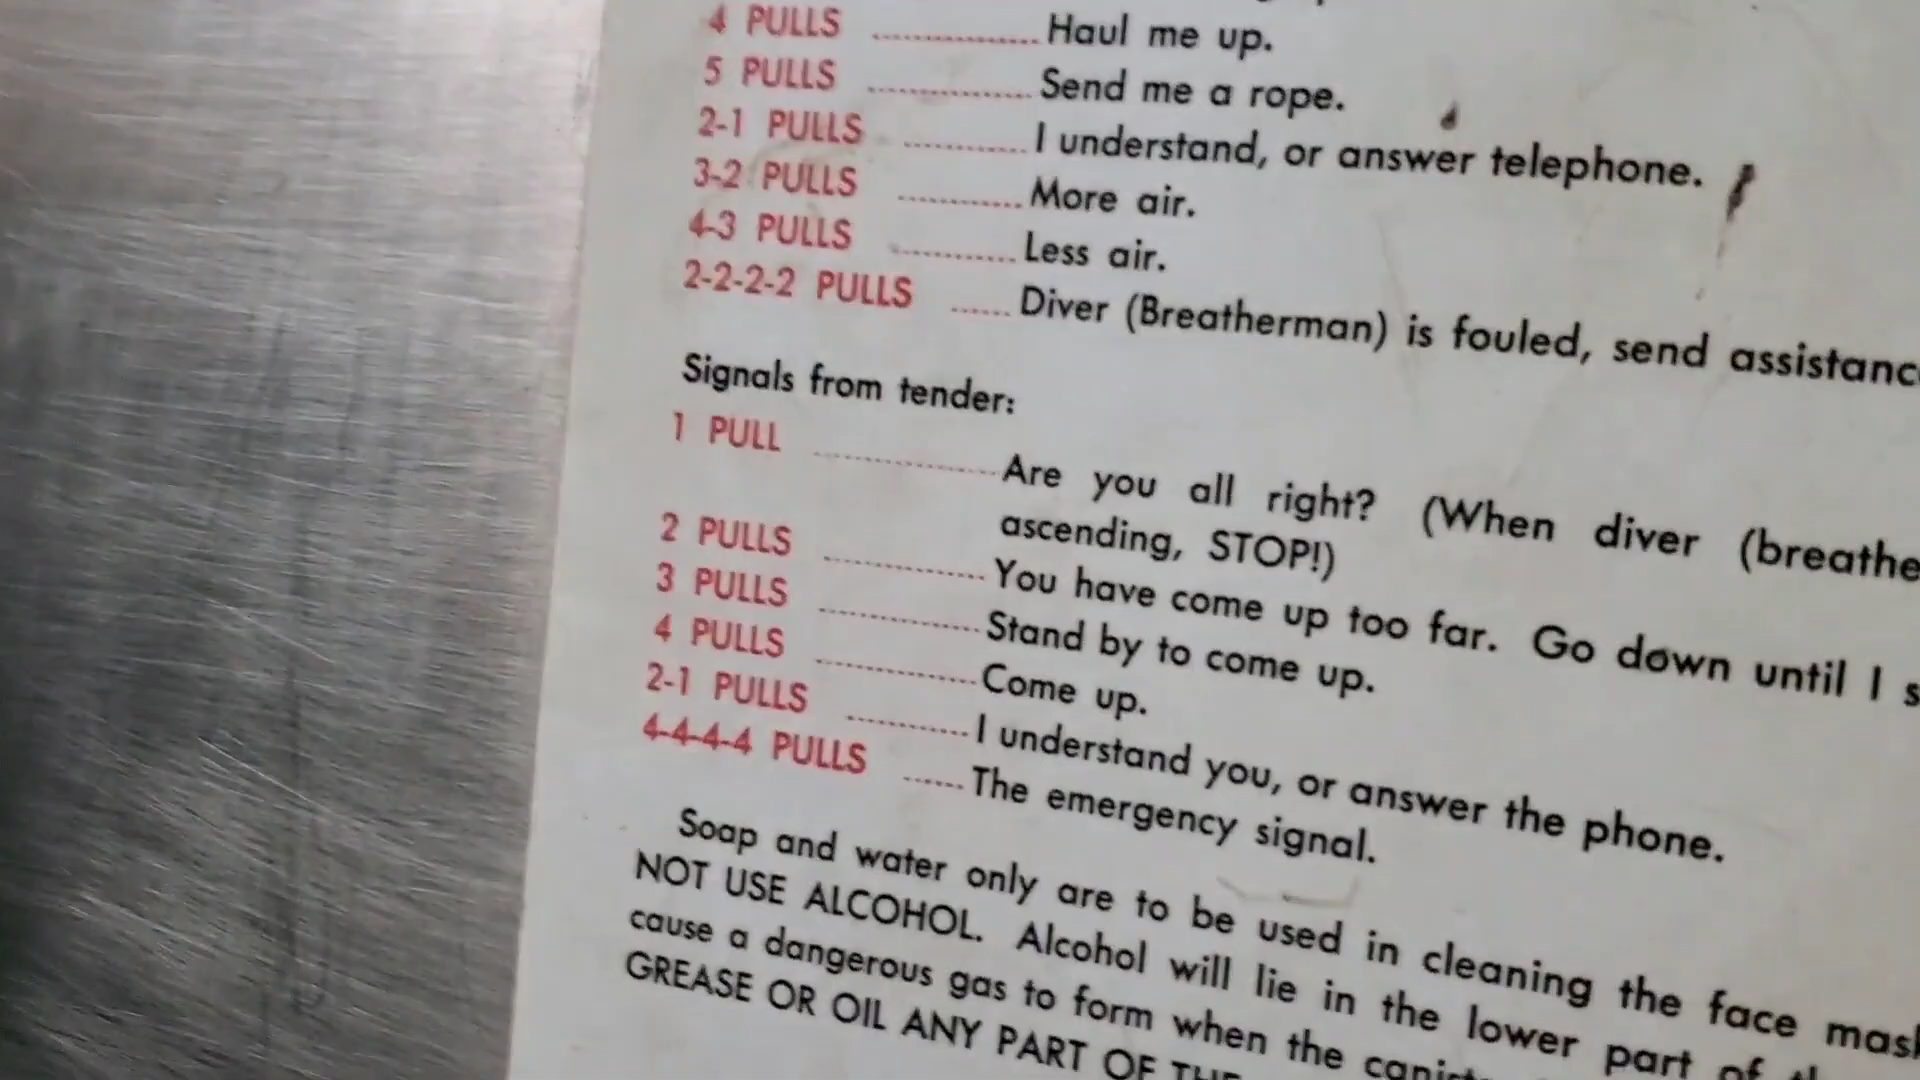 4 PULLS ................ Haul me up.
5 PULLS ................ Send me a rope.
2-1 PULLS ............ I understand, or answer telephone.
3-2 PULLS ............ More air.
4-3 PULLS ............ Less air.
2-2-2-2 PULLS ...... Diver (Breatherman) is fouled, send
Signals from tender:
1 PULL ................ Are you all right? (When diver
ascending, STOP!)
2 PULLS ................ You have come up too far. Go down until I
3 PULLS ................ Stand by to come up.
4 PULLS ................ Come up.
2-1 PULLS ............ I understand you, or answer the phone.
4-4-4-4 PULLS ...... The emergency signal.
Soap and water only are to be used in cleaning the face
NOT USE ALCOHOL. Alcohol will lie in the lower part of
cause a dangerous gas to form when the
GREASE OR OIL ANY PART OF THE